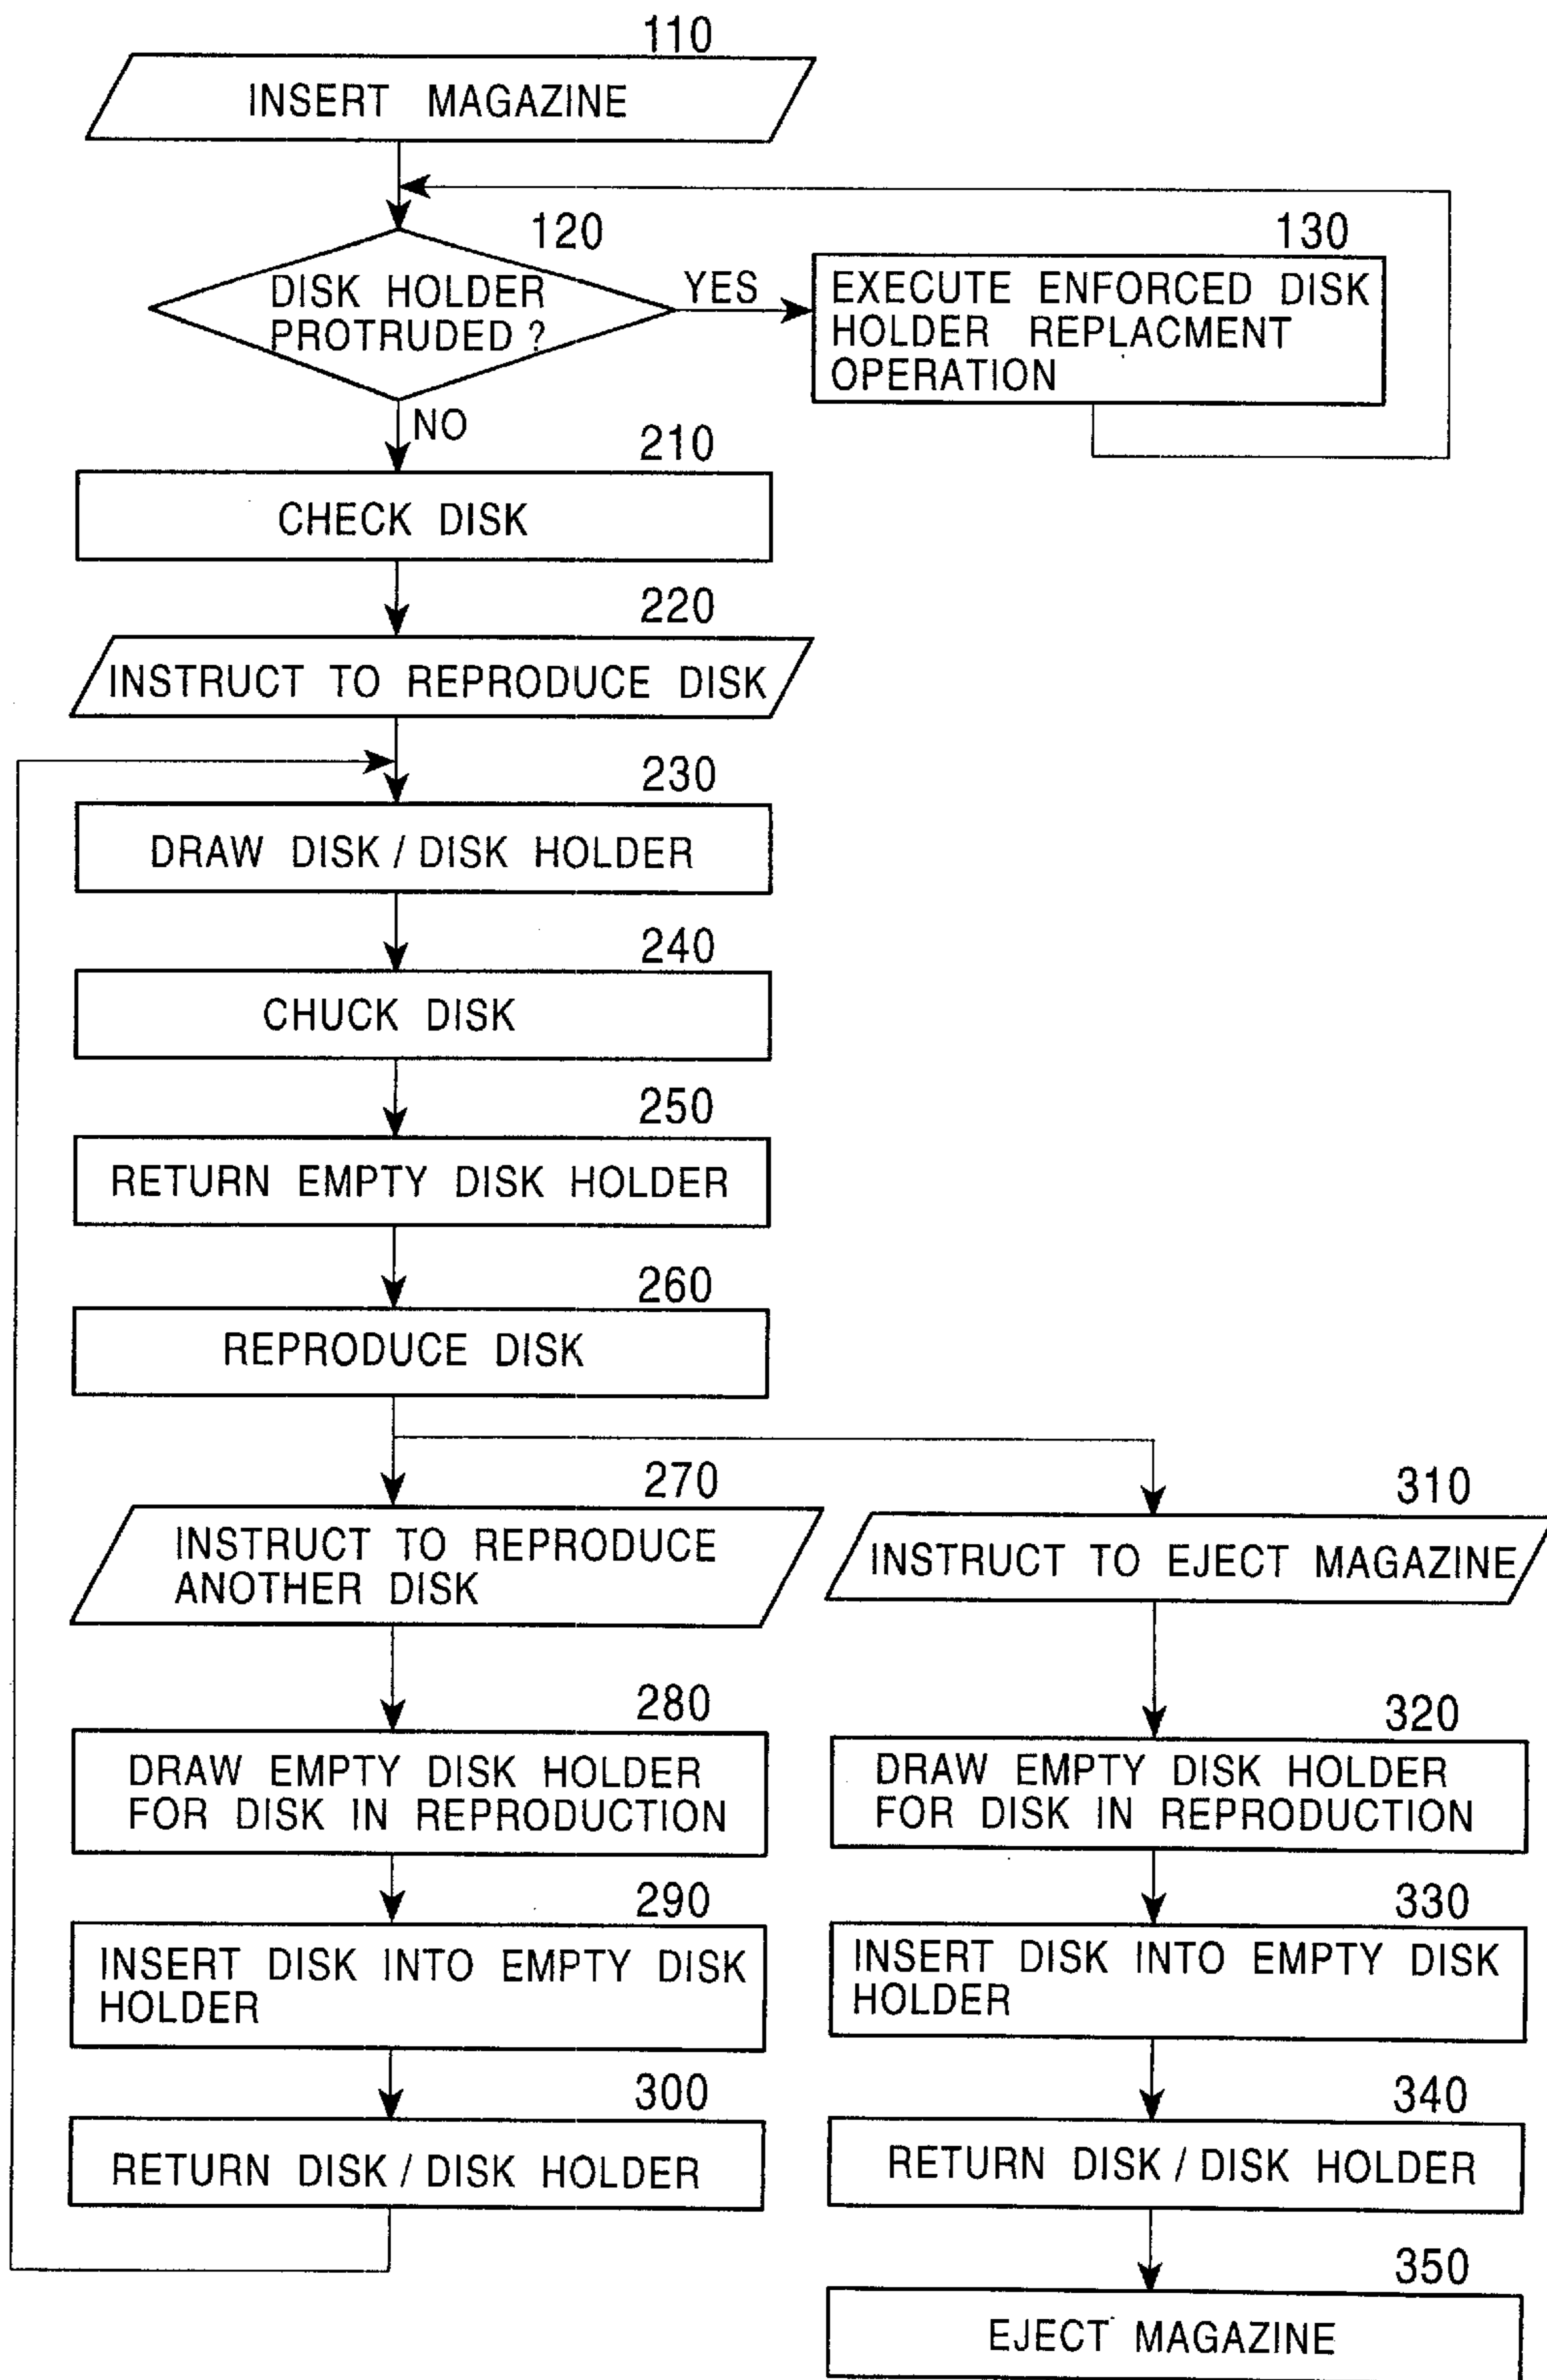 110
INSERT MAGAZINE
120
DISK HOLDER
PROTRUDED?
YES
130
EXECUTE ENFORCED DISK
HOLDER REPLACMENT
OPERATION
NO
210
CHECK DISK
220
INSTRUCT TO REPRODUCE DISK
230
DRAW DISK / DISK HOLDER
240
CHUCK DISK
250
RETURN EMPTY DISK HOLDER
260
REPRODUCE DISK
270
INSTRUCT TO REPRODUCE
ANOTHER DISK
280
DRAW EMPTY DISK HOLDER
FOR DISK IN REPRODUCTION
290
INSERT DISK INTO EMPTY DISK
HOLDER
300
RETURN DISK / DISK HOLDER
310
INSTRUCT TO EJECT MAGAZINE
320
DRAW EMPTY DISK HOLDER
FOR DISK IN REPRODUCTION
330
INSERT DISK INTO EMPTY DISK
HOLDER
340
RETURN DISK / DISK HOLDER
350
EJECT MAGAZINE